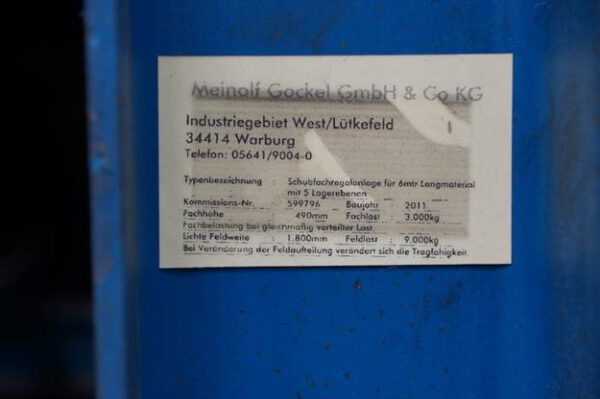 Meinolf Gockel GmbH & Co KG
Industriegebiet West/Lütkefeld
34414 Warburg
Telefon: 05641/9004-0
Typenbezeichnung : Schubfachregalanlage für 6mtr Langmaterial
mit 5 Lagerebenen
Kommissions-Nr. : 599796 Baujahr : 2011
Fachhöhe : 490mm Fachlast : 3.000kg
Fachbelastung bei gleichmäßig verteilter Last.
Lichte Feldweite : 1.800mm Feldlast : 9.000kg
Bei Veränderung der Feldaufteilung verändert sich die Tragfähigkeit